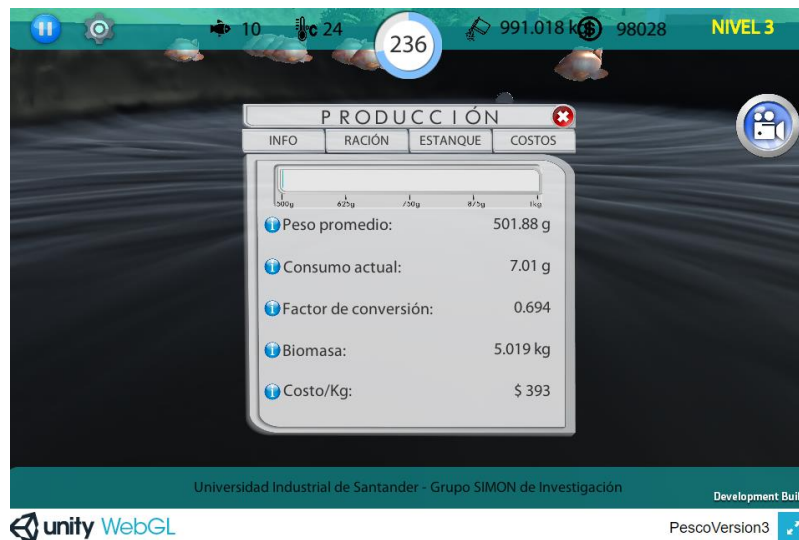 10
°c 24
236
991.018 k
98028
NIVEL 3
PRODUCCIÓN
INFO RACIÓN ESTANQUE COSTOS
500g 625g 750g 875g 1kg
Peso promedio: 501.88 g
Consumo actual: 7.01 g
Factor de conversión: 0.694
Biomasa: 5.019 kg
Costo/Kg: $ 393
Universidad Industrial de Santander - Grupo SIMON de Investigación
Development Buil
unity WebGL
PescoVersion3